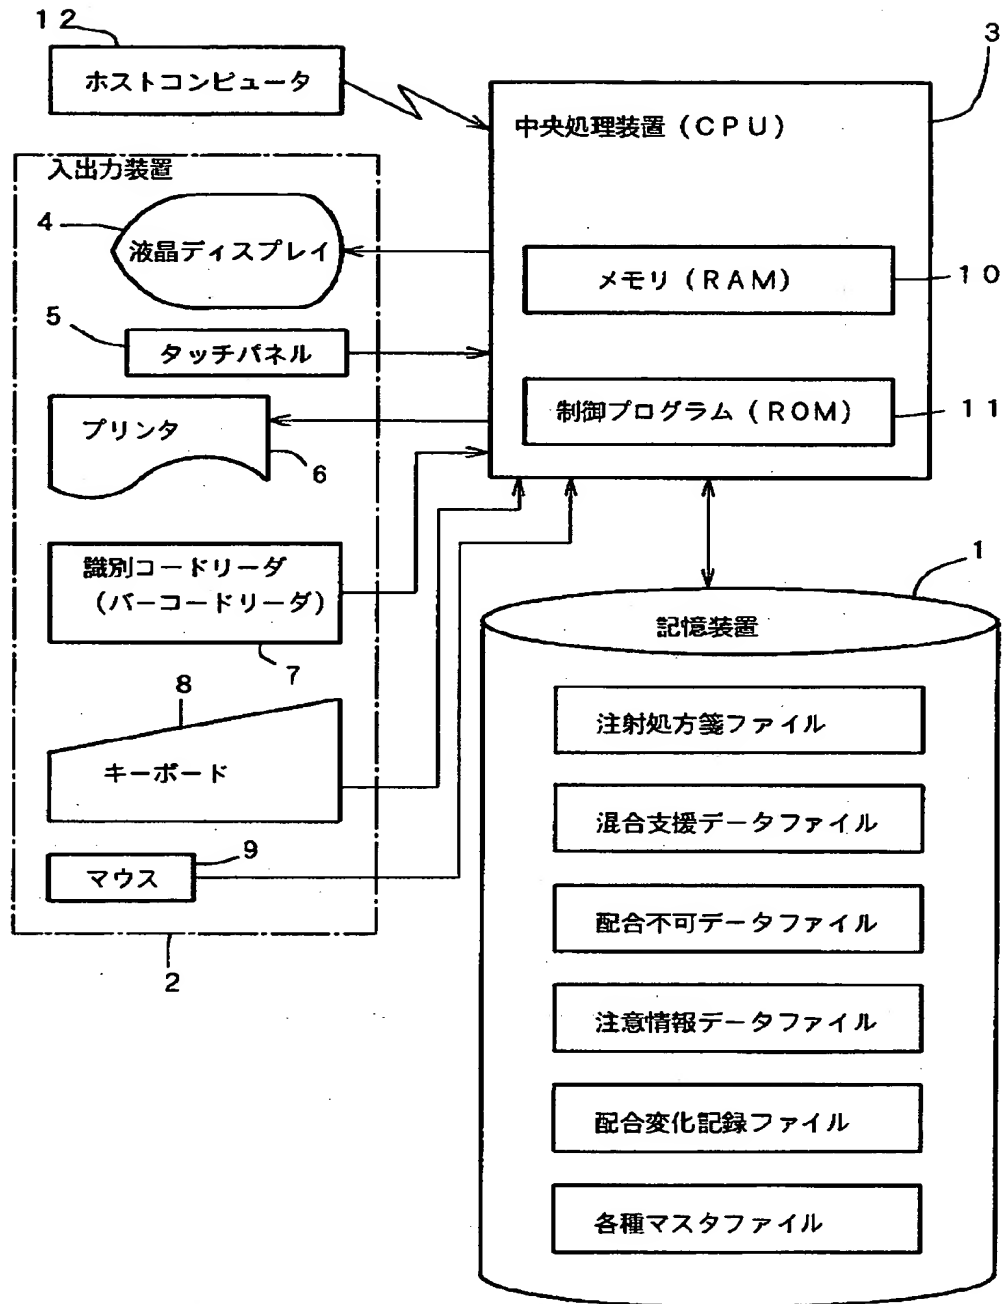 １２
ホストコンピュータ
３
中央処理装置（ＣＰＵ）
メモリ（ＲＡＭ）
１０
制御プログラム（ＲＯＭ）
１１
入出力装置
４
液晶ディスプレイ
５
タッチパネル
プリンタ
６
識別コードリーダ
（バーコードリーダ）
７
８
キーボード
９
マウス
２
１
記憶装置
注射処方箋ファイル
混合支援データファイル
配合不可データファイル
注意情報データファイル
配合変化記録ファイル
各種マスタファイル